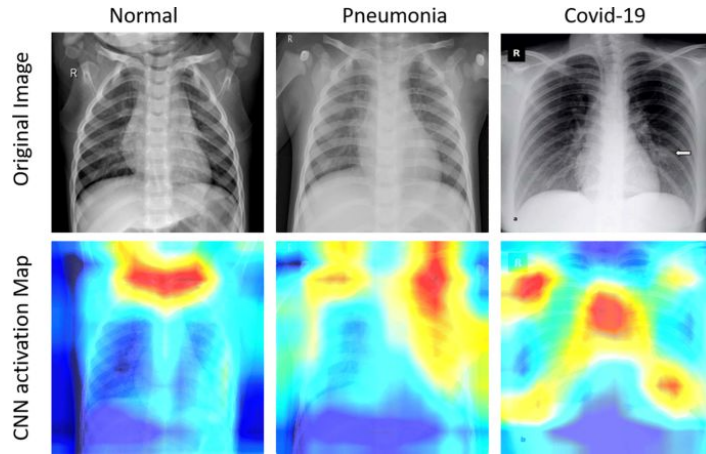 Normal
Pneumonia
Covid-19
Original Image
R
R
R
CNN activation Map